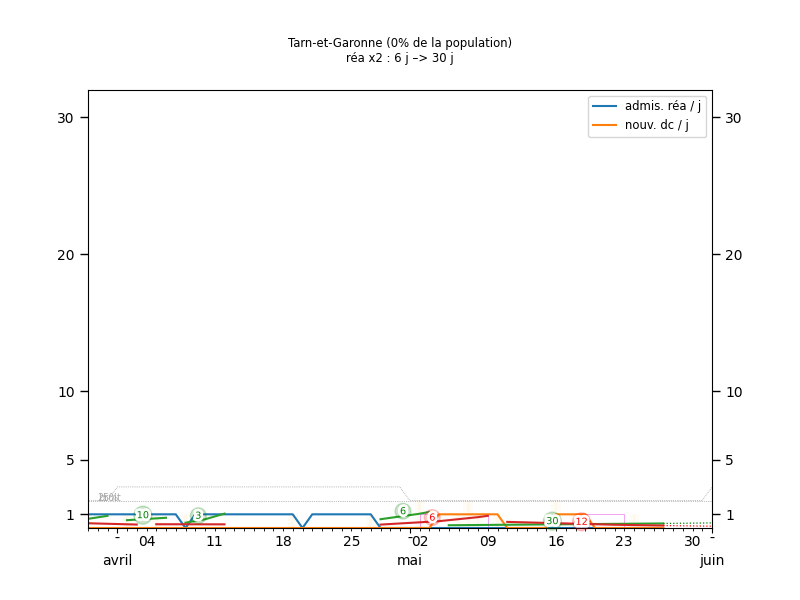 Tarn-et-Garonne (0% de la population)
réa x2 : 6 j –> 30 j
admis. réa / j
nouv. dc / j
30 30
20 20
10 10
5 5
1 1
10 3 6 6 30 12
04 11 18 25 02 09 16 23 30
avril mai juin